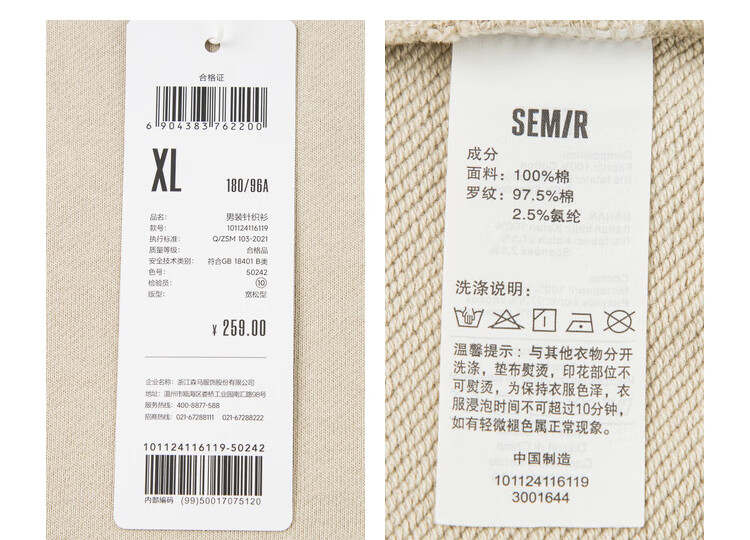 合格证
6 904383 762200
XL 180/96A
品名: 男装针织衫
款号: 101124116119
执行标准: Q/ZSM 103-2021
质量等级: 合格品
安全技术类别: 符合GB 18401 B类
色号: 50242
检验员: 10
版型: 宽松型
¥ 259.00
企业名称: 浙江森马服饰股份有限公司
地址: 温州市瓯海区娄桥工业园南汇路98号
服务热线: 400-8877-588
招商热线: 021-67288111 021-67288222
101124116119-50242
内部编码 (99)50017075120
SEM/R
成分
面料: 100%棉
罗纹: 97.5%棉
2.5%氨纶
洗涤说明:
温馨提示: 与其他衣物分开
洗涤, 垫布熨烫, 印花部位不
可熨烫, 为保持衣服色泽, 衣
服浸泡时间不可超过10分钟,
如有轻微褪色属正常现象。
中国制造
101124116119
3001644